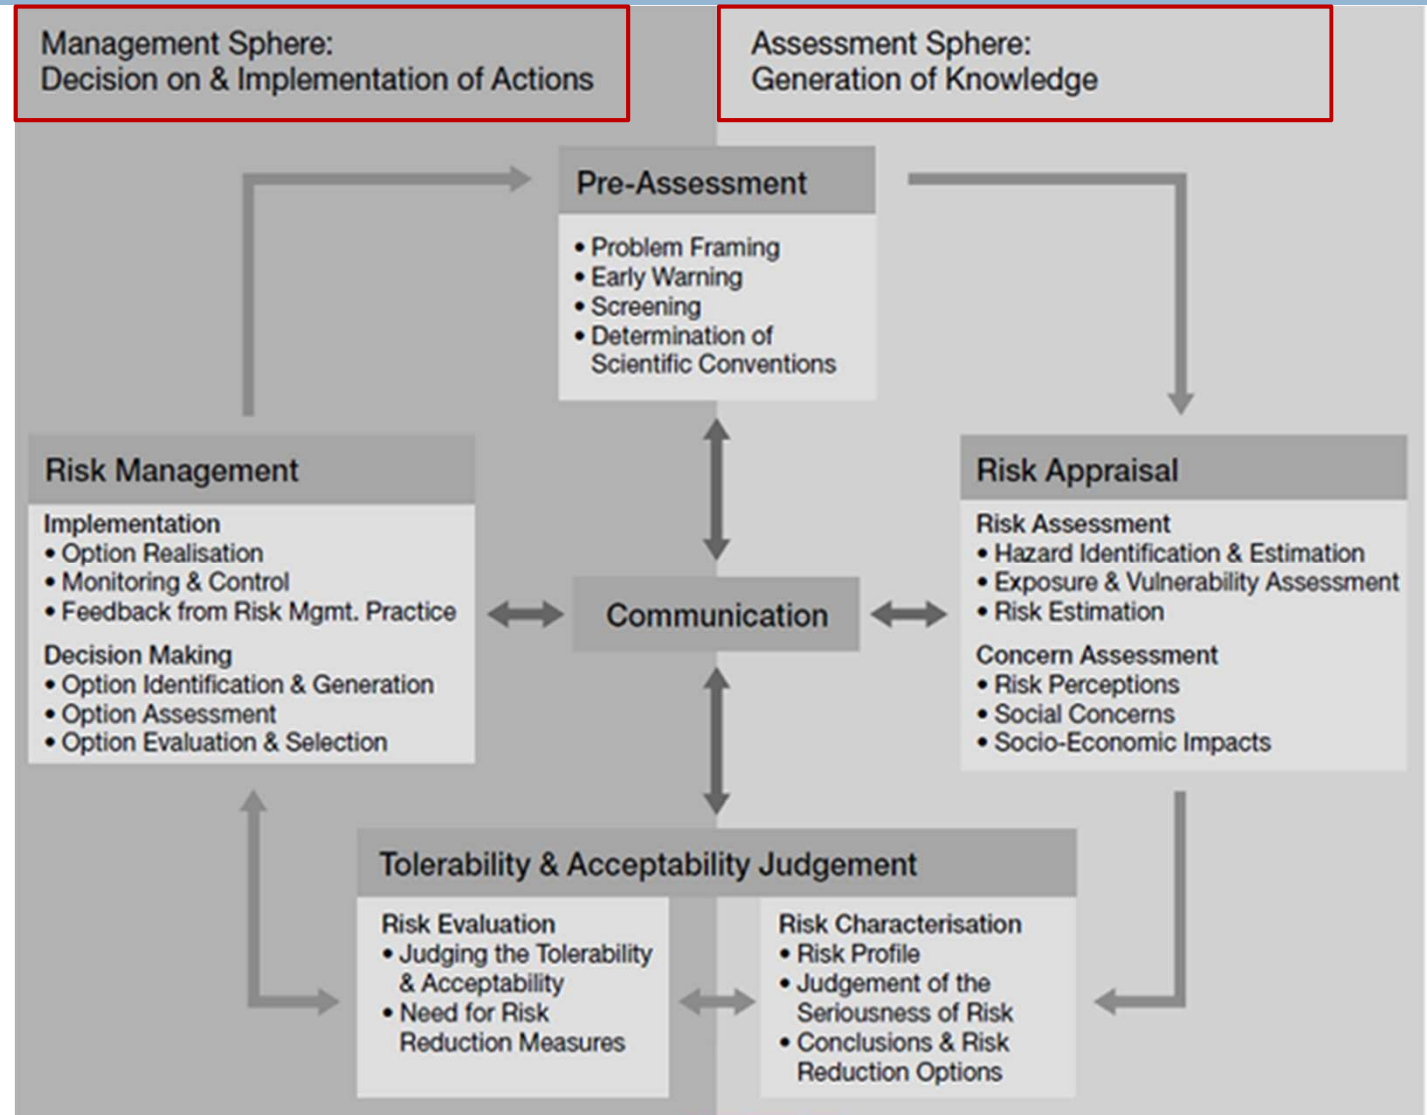 Management Sphere:
Decision on & Implementation of Actions
Assessment Sphere:
Generation of Knowledge
Pre-Assessment
• Problem Framing
• Early Warning
• Screening
• Determination of
Scientific Conventions
Risk Management
Implementation
• Option Realisation
• Monitoring & Control
• Feedback from Risk Mgmt. Practice
Decision Making
• Option Identification & Generation
• Option Assessment
• Option Evaluation & Selection
Communication
Risk Appraisal
Risk Assessment
• Hazard Identification & Estimation
• Exposure & Vulnerability Assessment
• Risk Estimation
Concern Assessment
• Risk Perceptions
• Social Concerns
• Socio-Economic Impacts
Tolerability & Acceptability Judgement
Risk Evaluation
• Judging the Tolerability
& Acceptability
• Need for Risk
Reduction Measures
Risk Characterisation
• Risk Profile
• Judgement of the
Seriousness of Risk
• Conclusions & Risk
Reduction Options